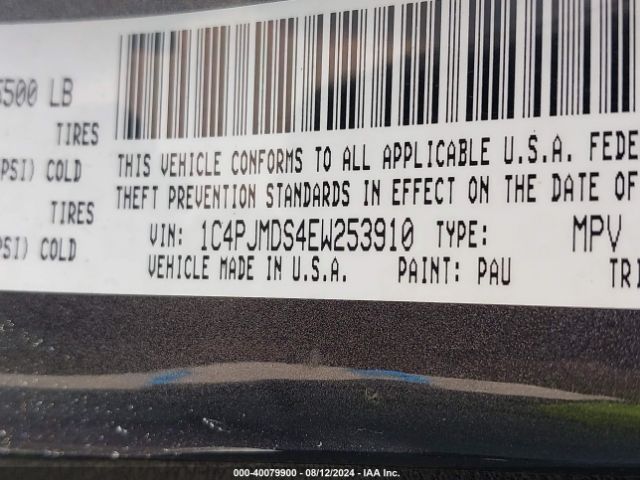 500 LB
TIRES
PSI) COLD
TIRES
PSI) COLD
THIS VEHICLE CONFORMS TO ALL APPLICABLE U.S.A. FEDE
THEFT PREVENTION STANDARDS IN EFFECT ON THE DATE OF
VIN: 1C4PJMDS4EW253910 TYPE: MPV
VEHICLE MADE IN U.S.A. PAINT: PAU TRI
000-40079900 - 08/12/2024 - IAA Inc.